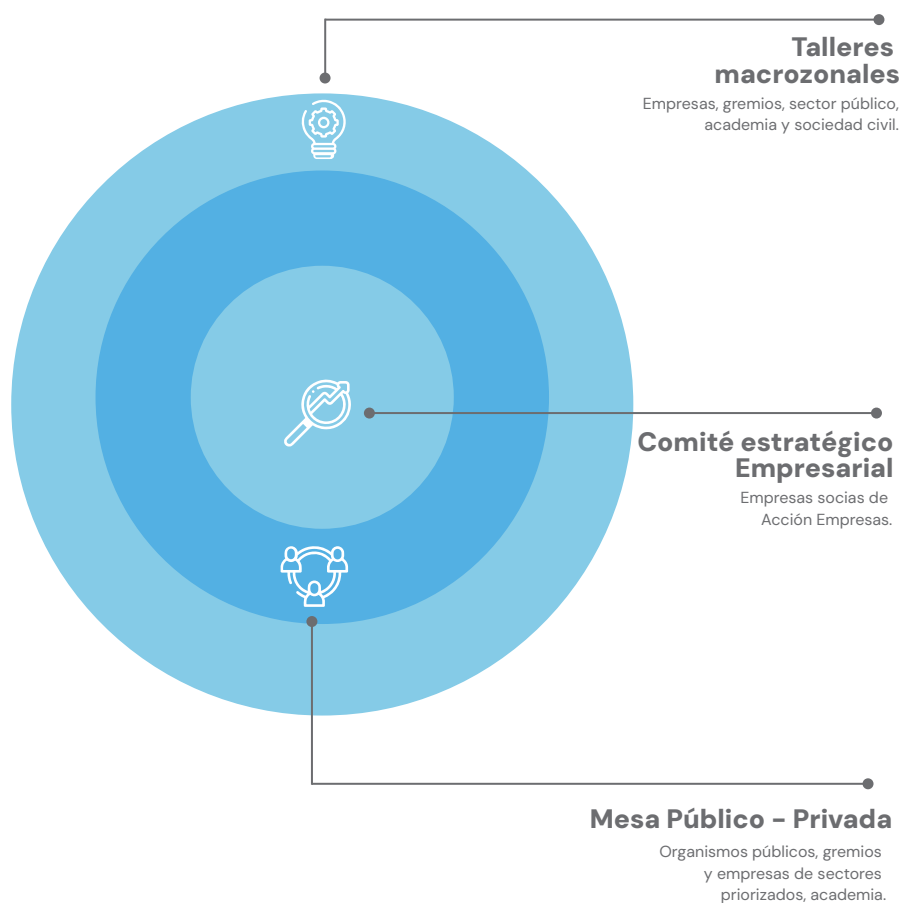 Talleres
macrozonales
Empresas, gremios, sector público,
academia y sociedad civil.
Comité estratégico
Empresarial
Empresas socias de
Acción Empresas.
Mesa Público - Privada
Organismos públicos, gremios
y empresas de sectores
priorizados, academia.